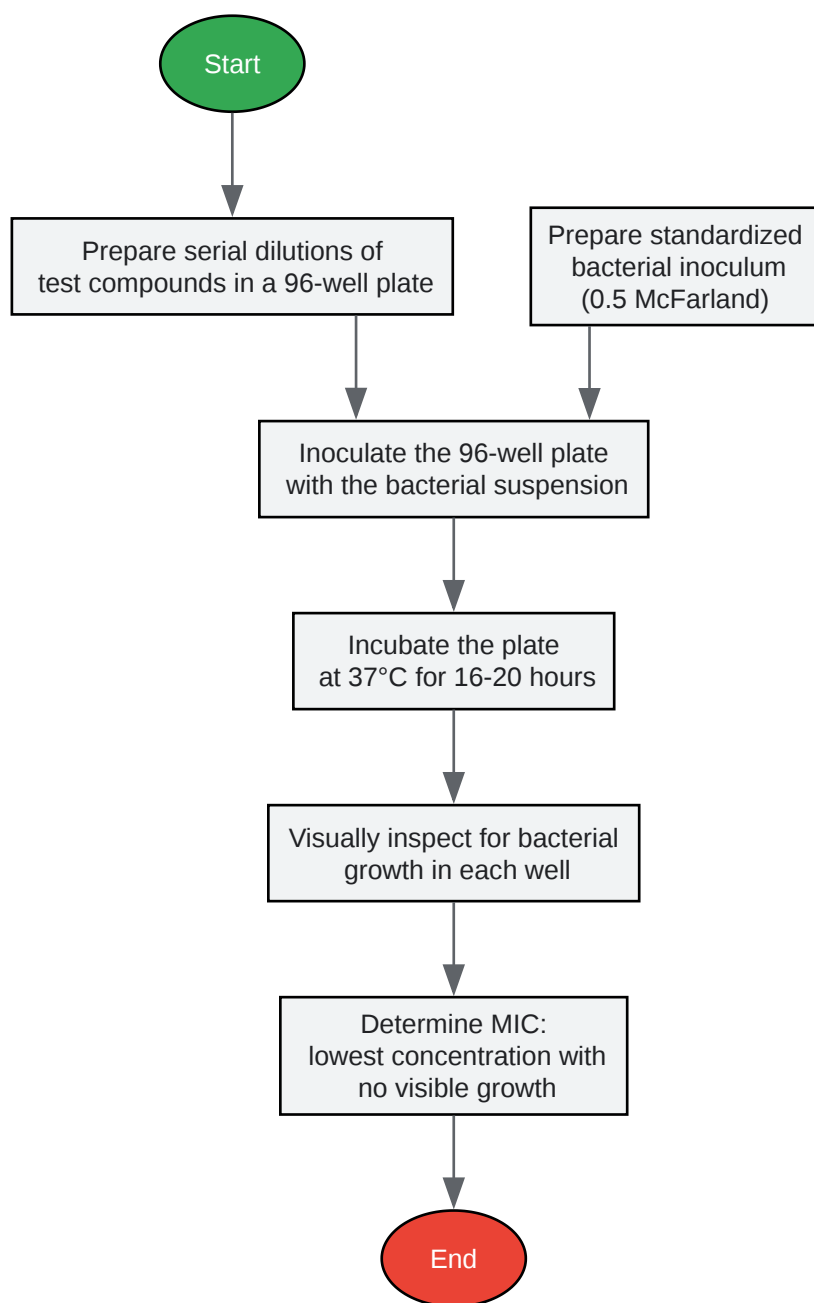 Start
Prepare serial dilutions of
test compounds in a 96-well plate
Prepare standardized
bacterial inoculum
(0.5 McFarland)
Inoculate the 96-well plate
with the bacterial suspension
Incubate the plate
at 37°C for 16-20 hours
Visually inspect for bacterial
growth in each well
Determine MIC:
lowest concentration with
no visible growth
End